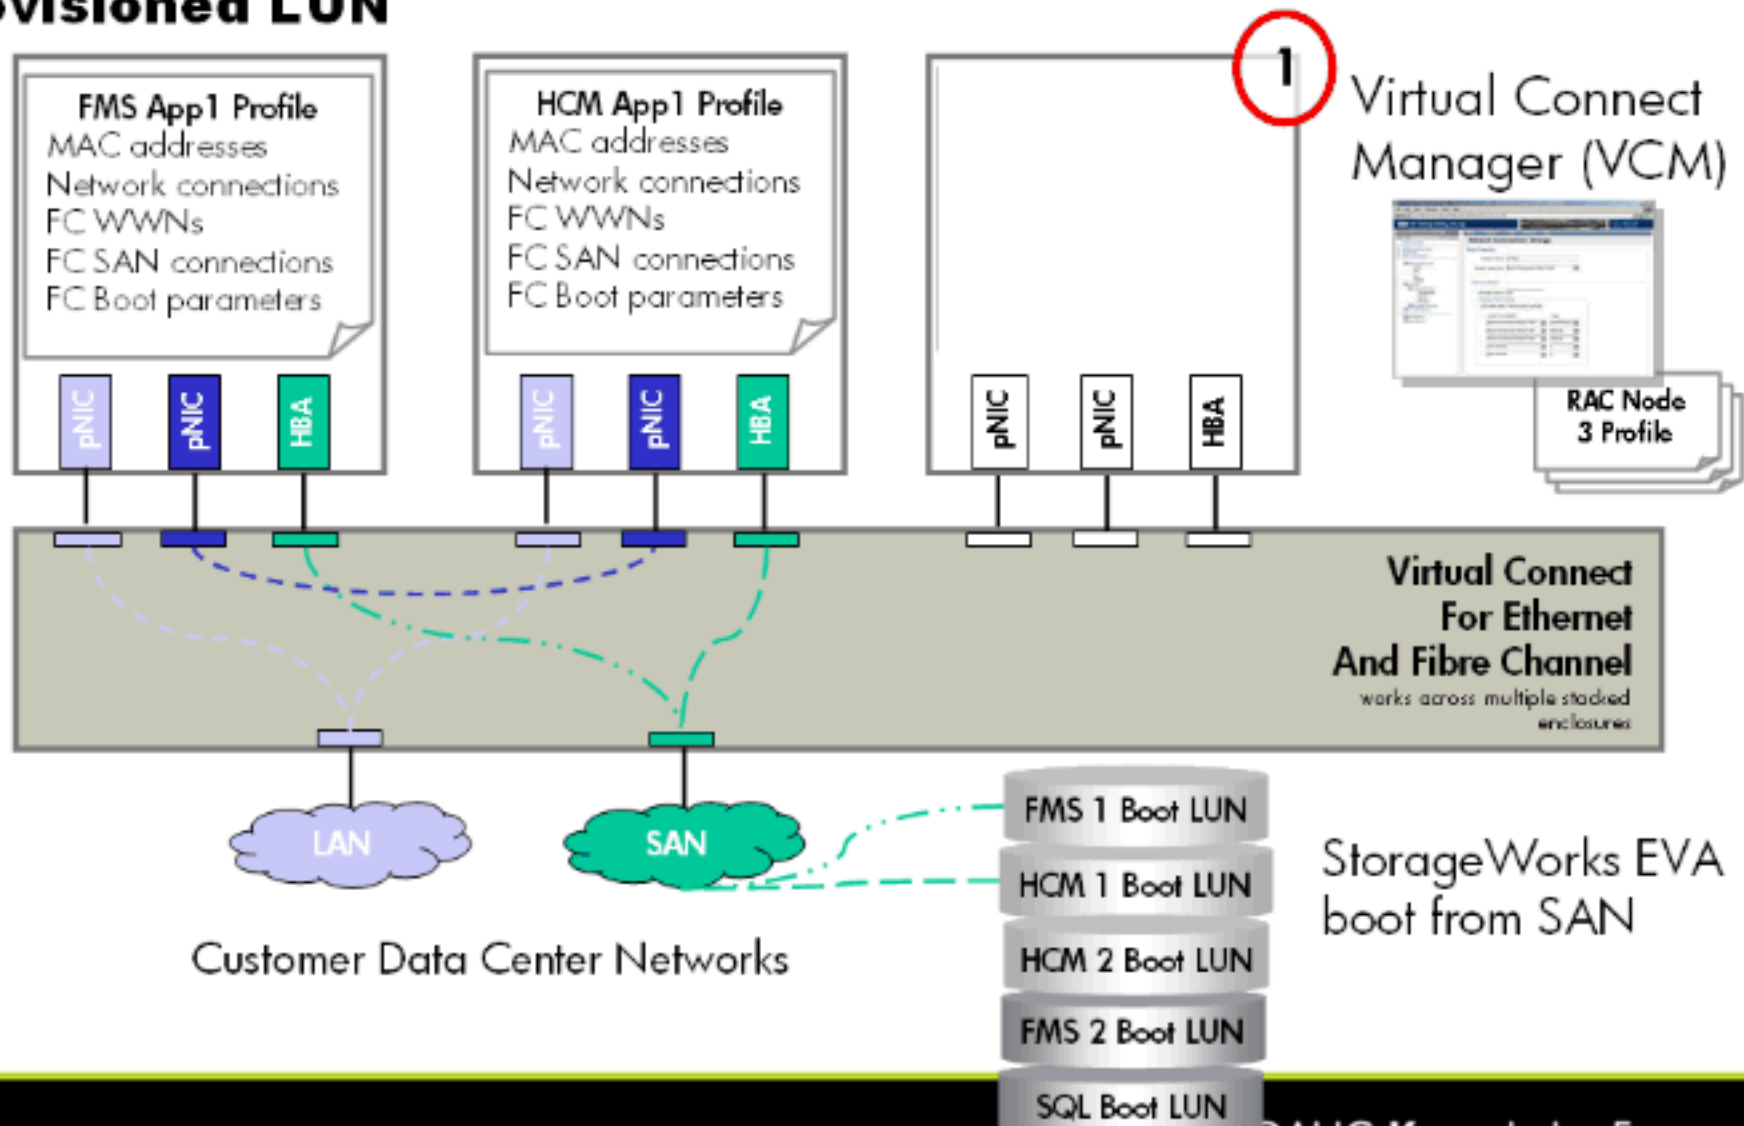 ovisioned LUN
1
FMS App1 Profile
MAC addresses
Network connections
FC WWNs
FC SAN connections
FC Boot parameters
HCM App1 Profile
MAC addresses
Network connections
FC WWNs
FC SAN connections
FC Boot parameters
Virtual Connect
Manager (VCM)
RAC Node
3 Profile
pNIC
pNIC
HBA
pNIC
pNIC
HBA
pNIC
pNIC
HBA
Virtual Connect
For Ethernet
And Fibre Channel
works across multiple stacked
enclosures
LAN
SAN
FMS 1 Boot LUN
HCM 1 Boot LUN
HCM 2 Boot LUN
FMS 2 Boot LUN
SQL Boot LUN
StorageWorks EVA
boot from SAN
Customer Data Center Networks